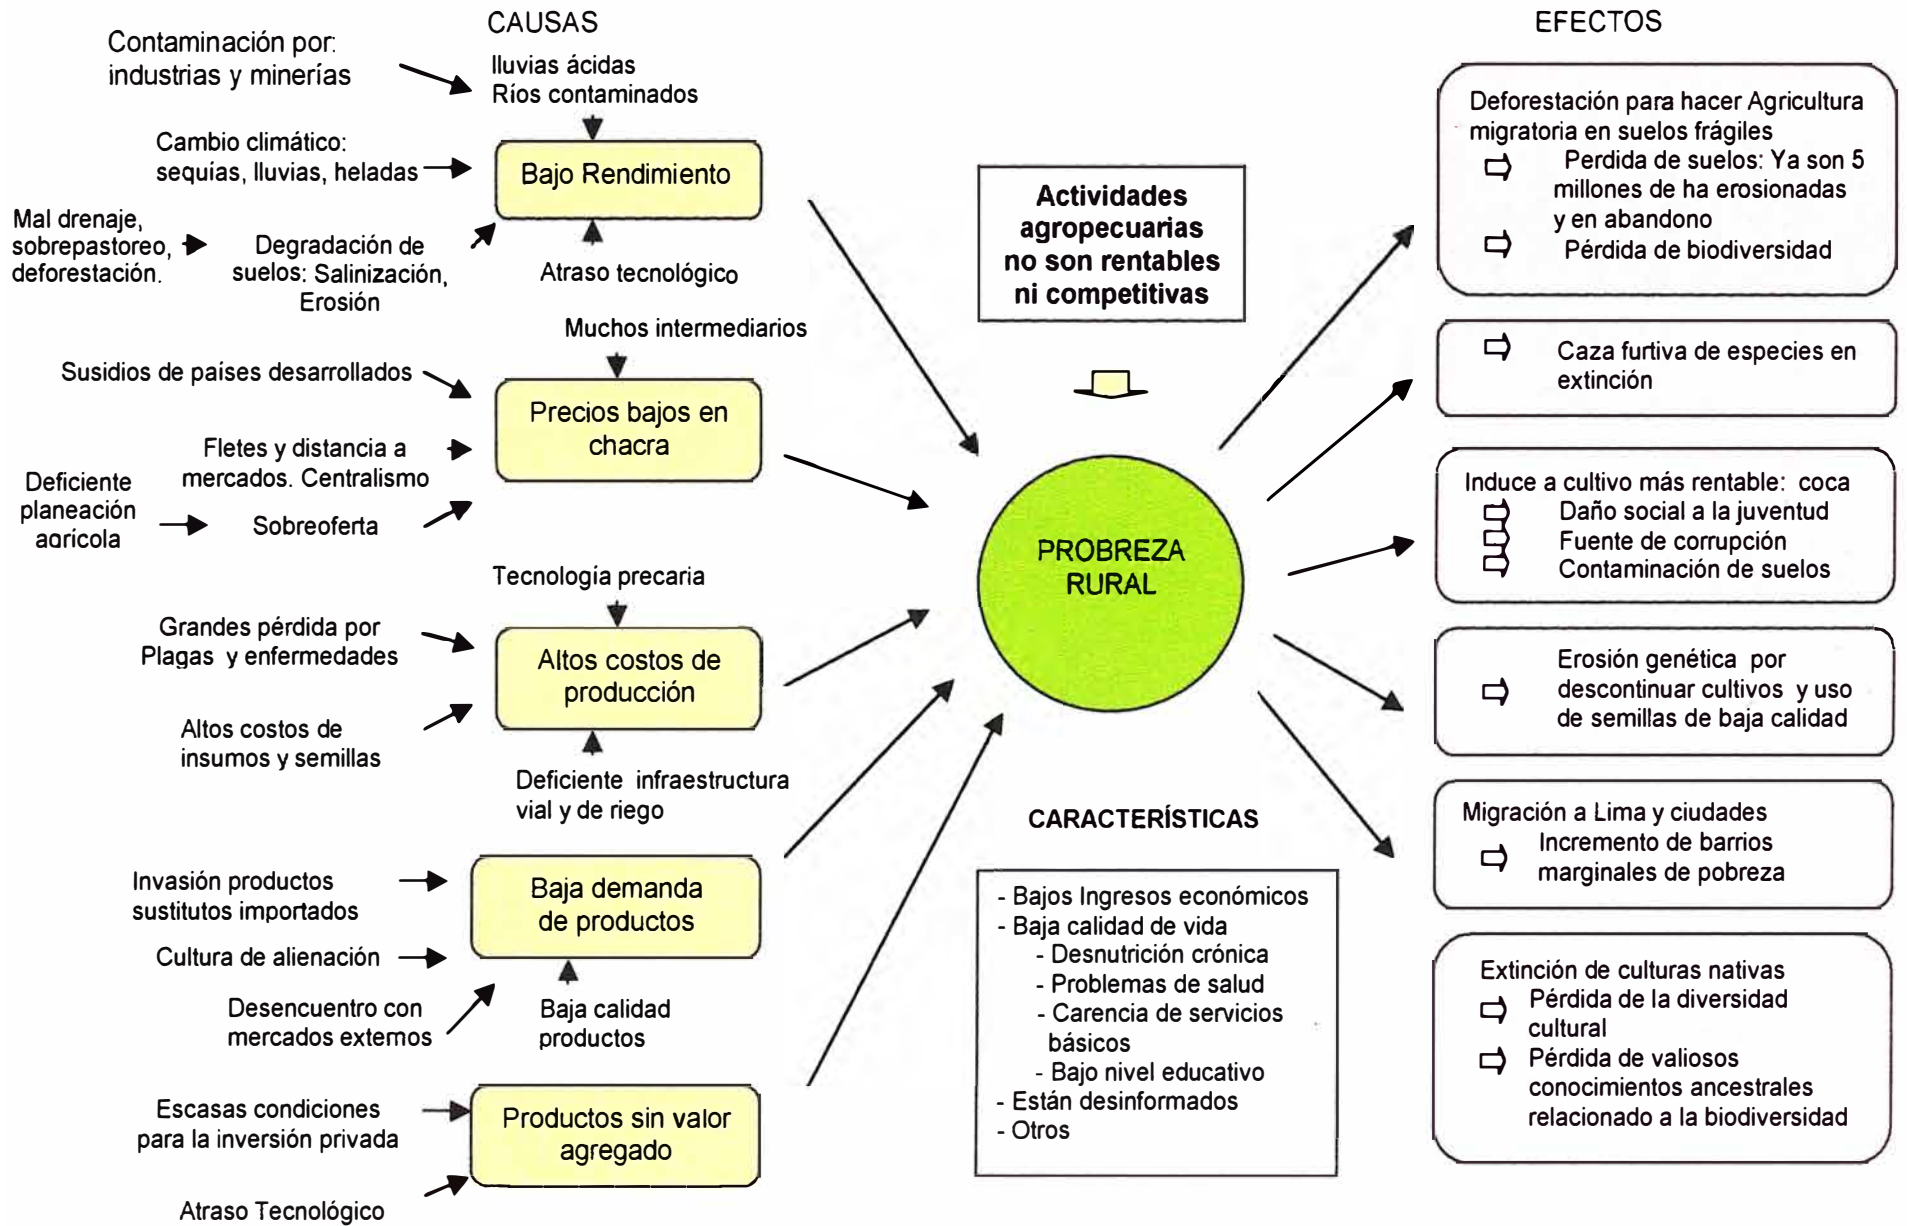 CAUSAS
Contaminación por:
industrias y minerías
lluvias ácidas
Ríos contaminados
Cambio climático:
sequías, lluvias, heladas
Bajo Rendimiento
Mal drenaje,
sobrepastoreo,
deforestación.
Degradación de
suelos: Salinización,
Erosión
Atraso tecnológico
Muchos intermediarios
Susidios de países desarrollados
Precios bajos en
chacra
Fletes y distancia a
mercados. Centralismo
Deficiente
planeación
agrícola
Sobreoferta
Tecnología precaria
Grandes pérdida por
Plagas y enfermedades
Altos costos de
producción
Altos costos de
insumos y semillas
Deficiente infraestructura
vial y de riego
Invasión productos
sustitutos importados
Baja demanda
de productos
Cultura de alienación
Desencuentro con
mercados externos
Baja calidad
productos
Escasas condiciones
para la inversión privada
Productos sin valor
agregado
Atraso Tecnológico
Actividades
agropecuarias
no son rentables
ni competitivas
PROBREZA
RURAL
CARACTERÍSTICAS
- Bajos Ingresos económicos
- Baja calidad de vida
- Desnutrición crónica
- Problemas de salud
- Carencia de servicios
básicos
- Bajo nivel educativo
- Están desinformados
- Otros
EFECTOS
Deforestación para hacer Agricultura
migratoria en suelos frágiles
Perdida de suelos: Ya son 5
millones de ha erosionadas
y en abandono
Pérdida de biodiversidad
Caza furtiva de especies en
extinción
Induce a cultivo más rentable: coca
Daño social a la juventud
Fuente de corrupción
Contaminación de suelos
Erosión genética por
descontinuar cultivos y uso
de semillas de baja calidad
Migración a Lima y ciudades
Incremento de barrios
marginales de pobreza
Extinción de culturas nativas
Pérdida de la diversidad
cultural
Pérdida de valiosos
conocimientos ancestrales
relacionado a la biodiversidad